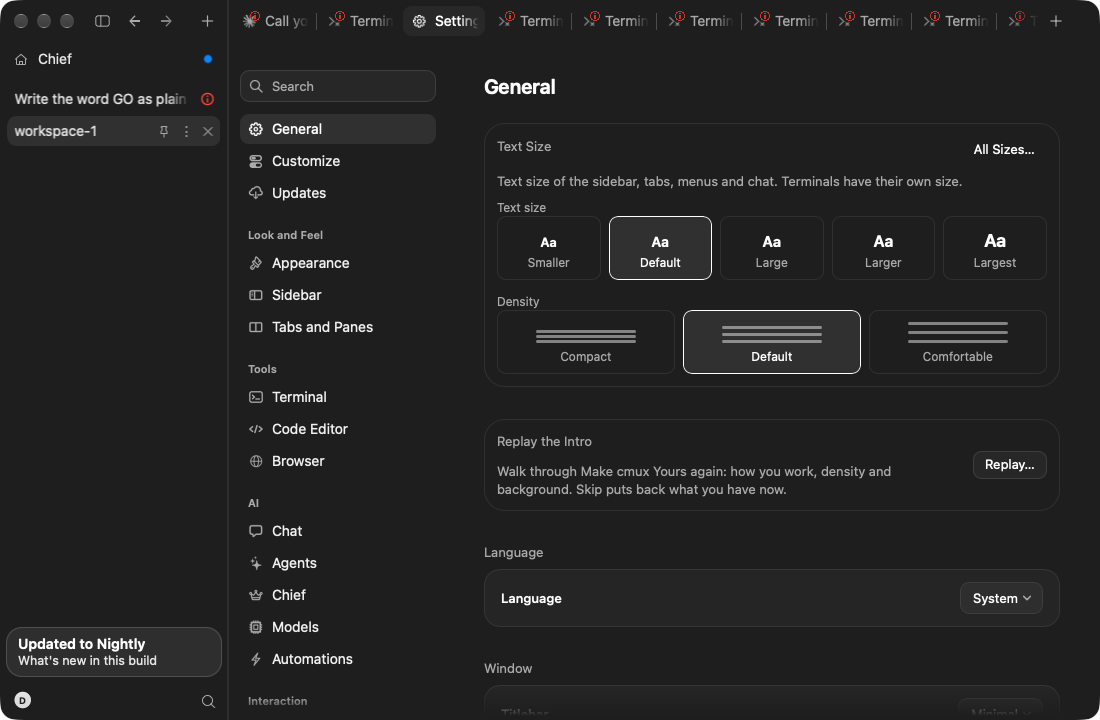 Call yo
Termin
Setting
Termin
Termin
Termin
Termin
Termin
Termin
Chief
Write the word GO as plain
workspace-1
Updated to Nightly
What's new in this build
D
Search
General
Customize
Updates
Look and Feel
Appearance
Sidebar
Tabs and Panes
Tools
Terminal
Code Editor
Browser
AI
Chat
Agents
Chief
Models
Automations
Interaction
General
Text Size
All Sizes...
Text size of the sidebar, tabs, menus and chat. Terminals have their own size.
Text size
Aa Aa Aa Aa Aa
Smaller Default Large Larger Largest
Density
Compact Default Comfortable
Replay the Intro
Walk through Make cmux Yours again: how you work, density and
background. Skip puts back what you have now.
Replay...
Language
Language
System
Window
Titlebar
Minimal